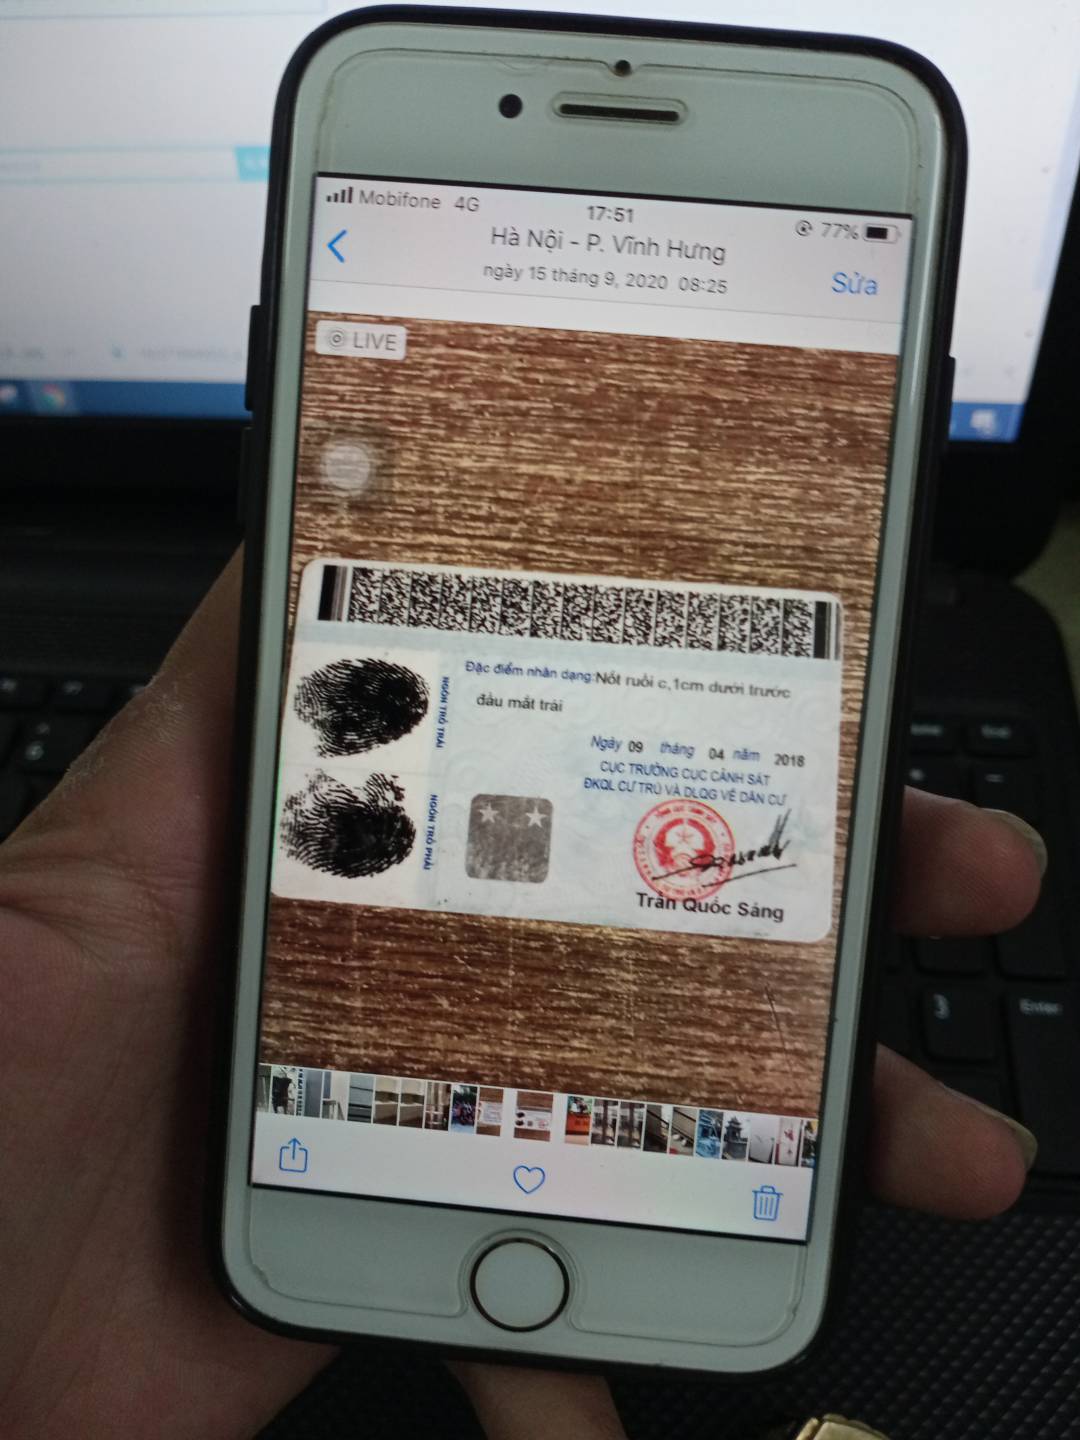 Mobifone 4G
17:51
77%
Hà Nội - P. Vĩnh Hưng
ngày 15 tháng 9, 2020 08:25
Sửa
LIVE
Đặc điểm nhân dạng:Nốt ruồi c,1cm dưới trước
đầu mắt trái
NGÓN TRỎ TRÁI
Ngày 09 tháng 04 năm 2018
CỤC TRƯỞNG CỤC CẢNH SÁT
ĐKQL CƯ TRÚ VÀ DLQG VỀ DÂN CƯ
NGÓN TRỎ PHẢI
Trần Quốc Sáng
3
Enter